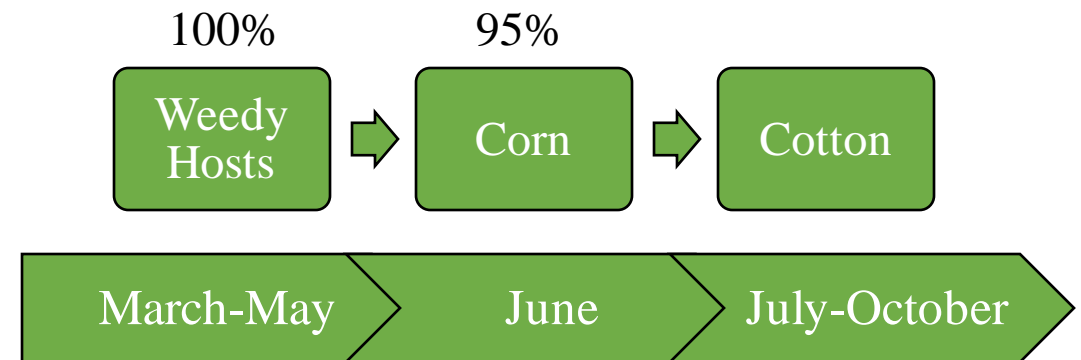 100%
95%
Weedy
Hosts
Corn
Cotton
March-May
June
July-October